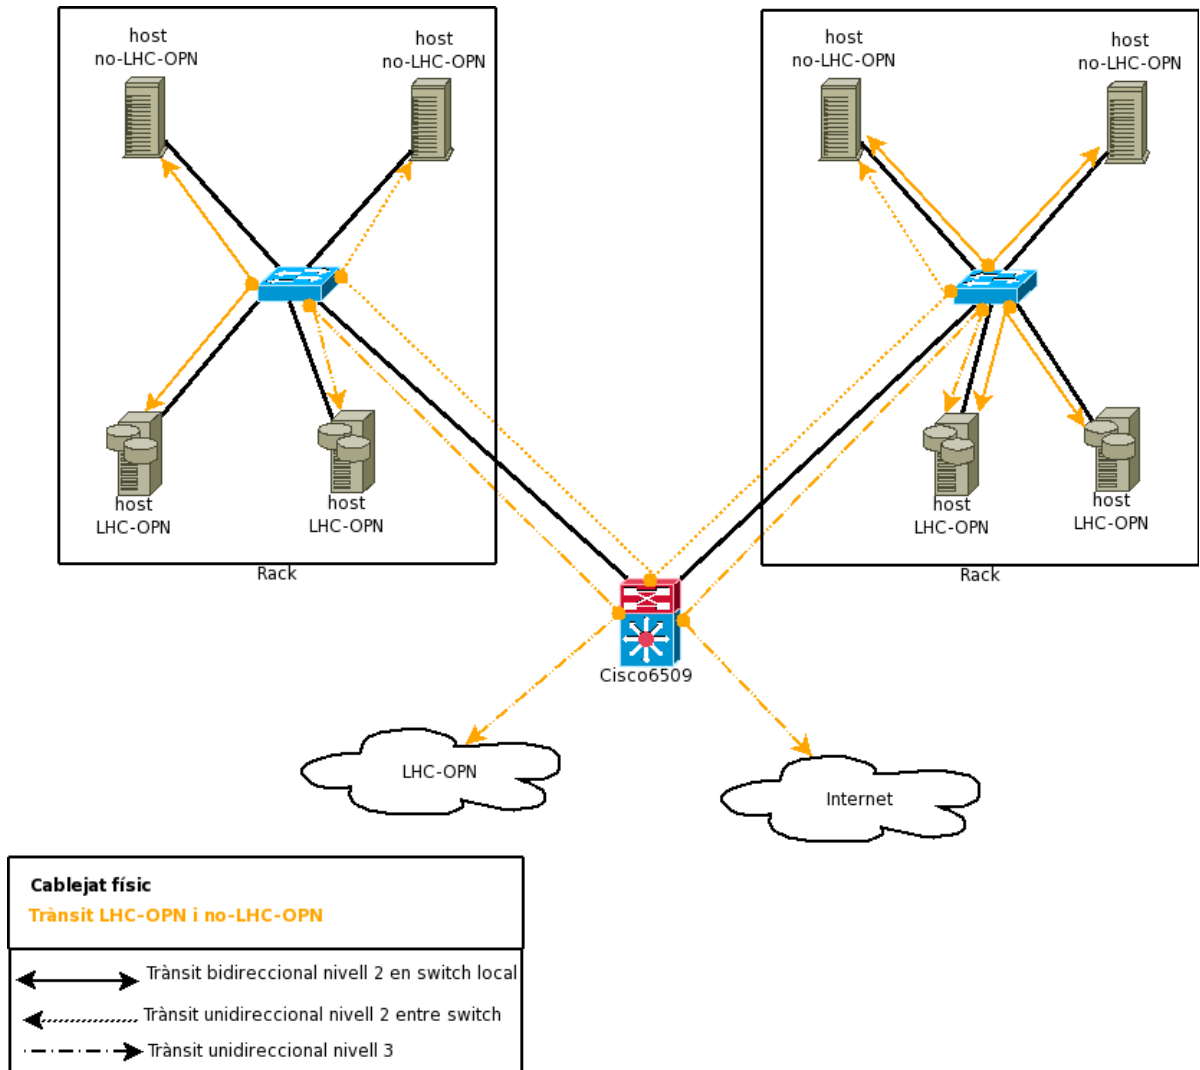 host
no-LHC-OPN
host
no-LHC-OPN
host
LHC-OPN
host
LHC-OPN
Rack
host
no-LHC-OPN
host
no-LHC-OPN
host
LHC-OPN
host
LHC-OPN
Rack
Cisco6509
LHC-OPN
Internet
Cablejat físic
Trànsit LHC-OPN i no-LHC-OPN
Trànsit bidireccional nivell 2 en switch local
Trànsit unidireccional nivell 2 entre switch
Trànsit unidireccional nivell 3